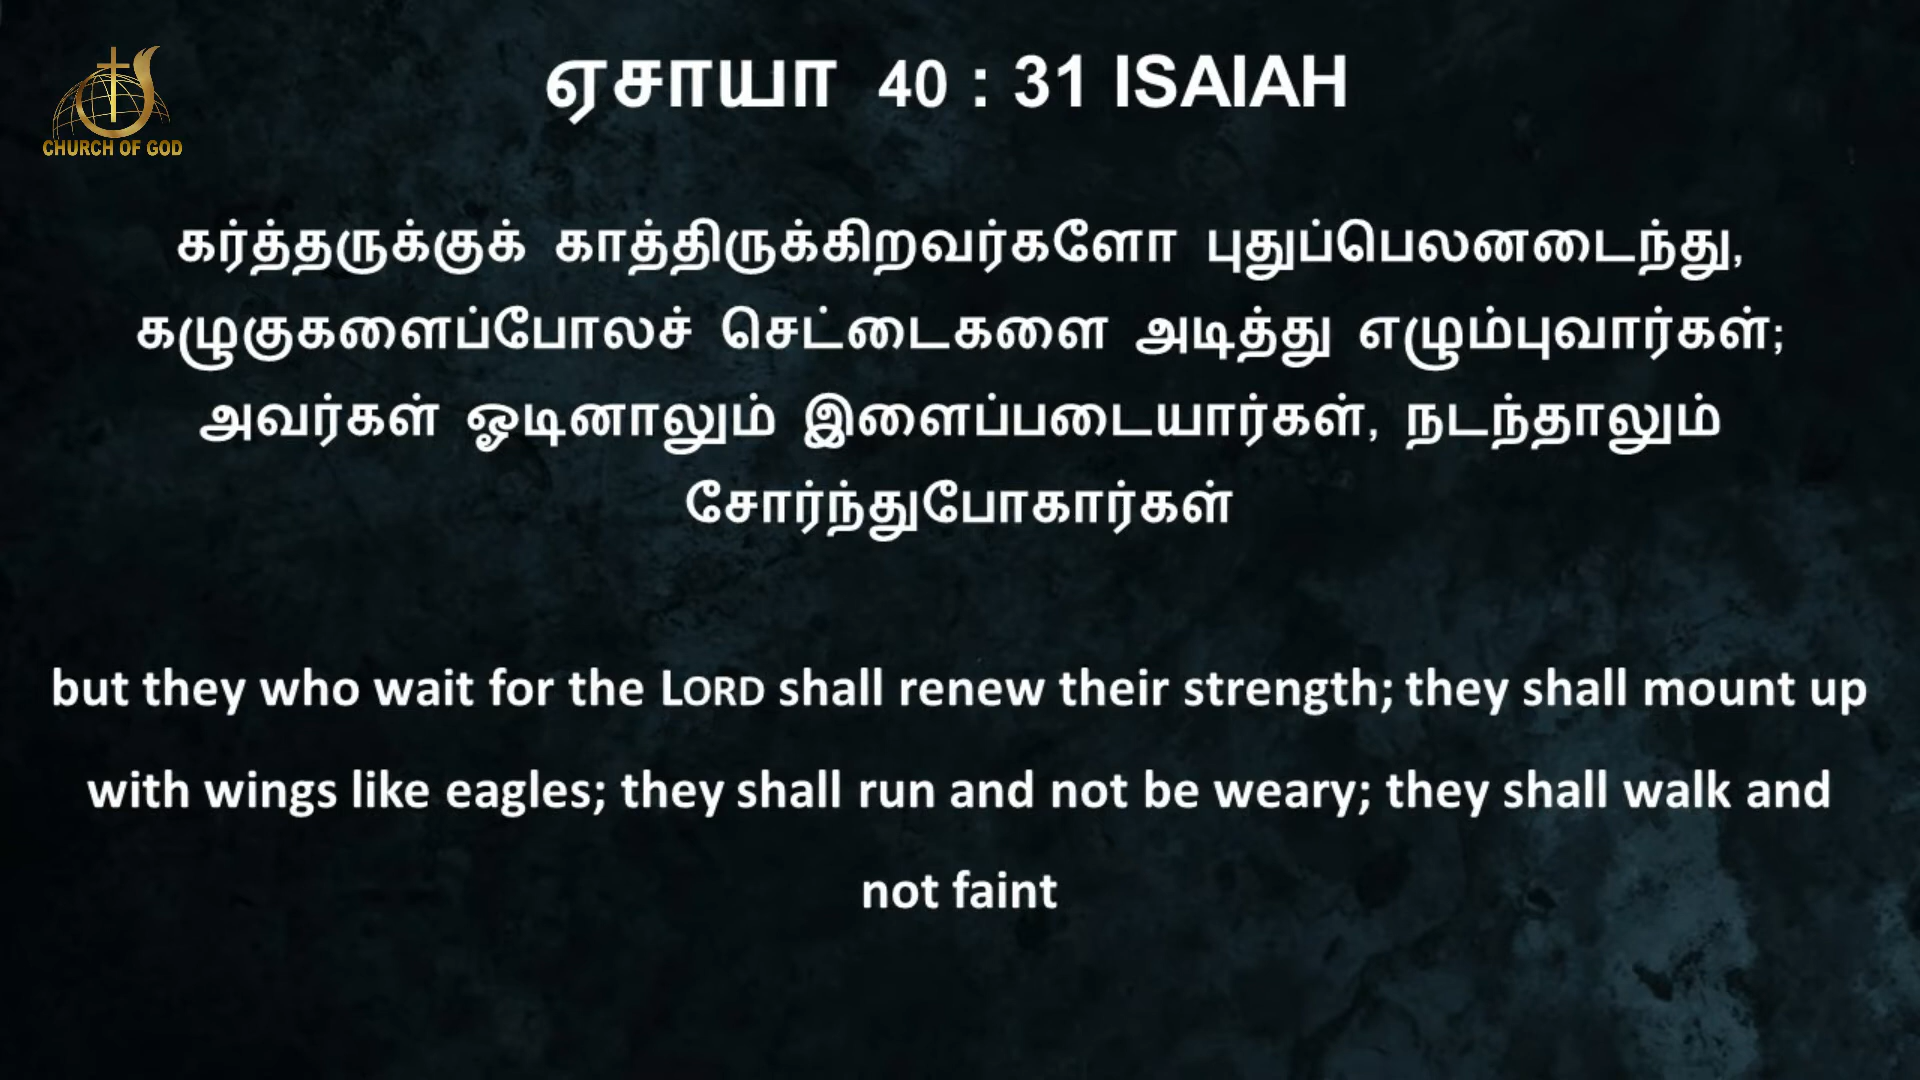 CHURCH OF GOD
ஏசாயா 40 : 31 ISAIAH
கர்த்தருக்குக் காத்திருக்கிறவர்களோ புதுப்பெலனடைந்து,
கழுகுகளைப்போலச் செட்டைகளை அடித்து எழும்புவார்கள்;
அவர்கள் ஓடினாலும் இளைப்படையார்கள், நடந்தாலும்
சோர்ந்துபோகார்கள்
but they who wait for the LORD shall renew their strength; they shall mount up
with wings like eagles; they shall run and not be weary; they shall walk and
not faint